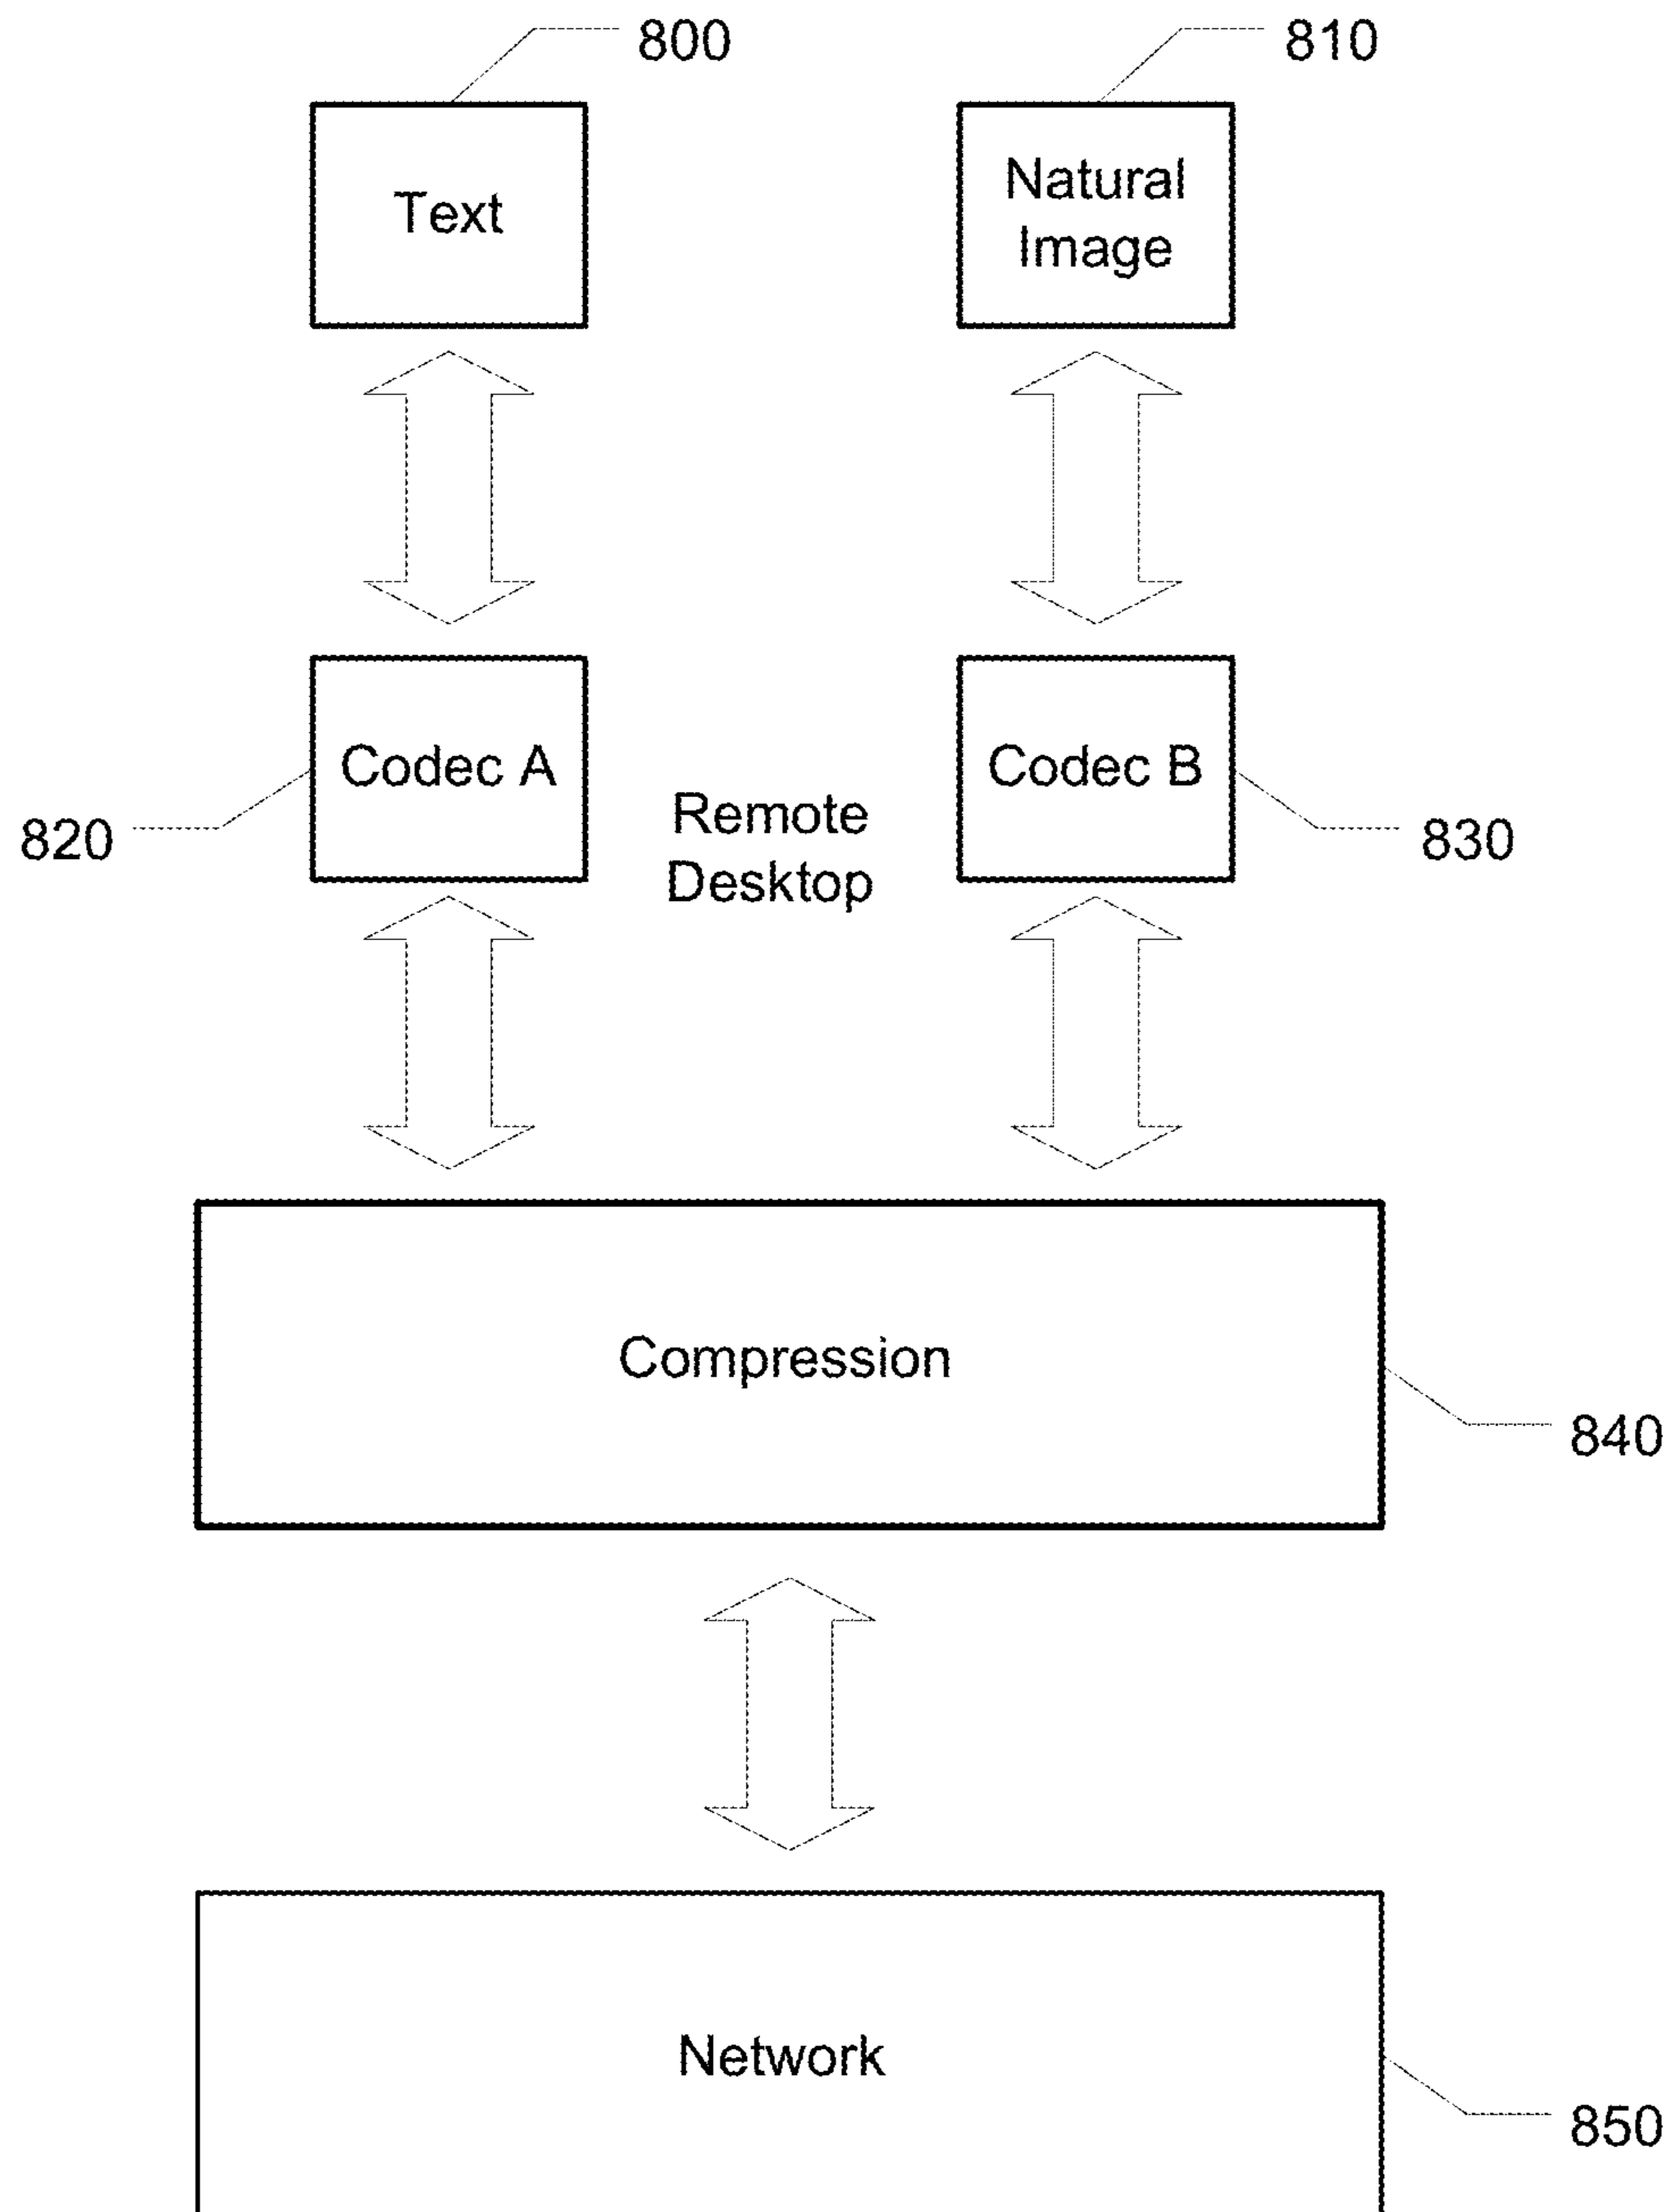 800
810
Text
Natural
Image
Codec A
Codec B
Remote
Desktop
820
830
Compression
840
Network
850